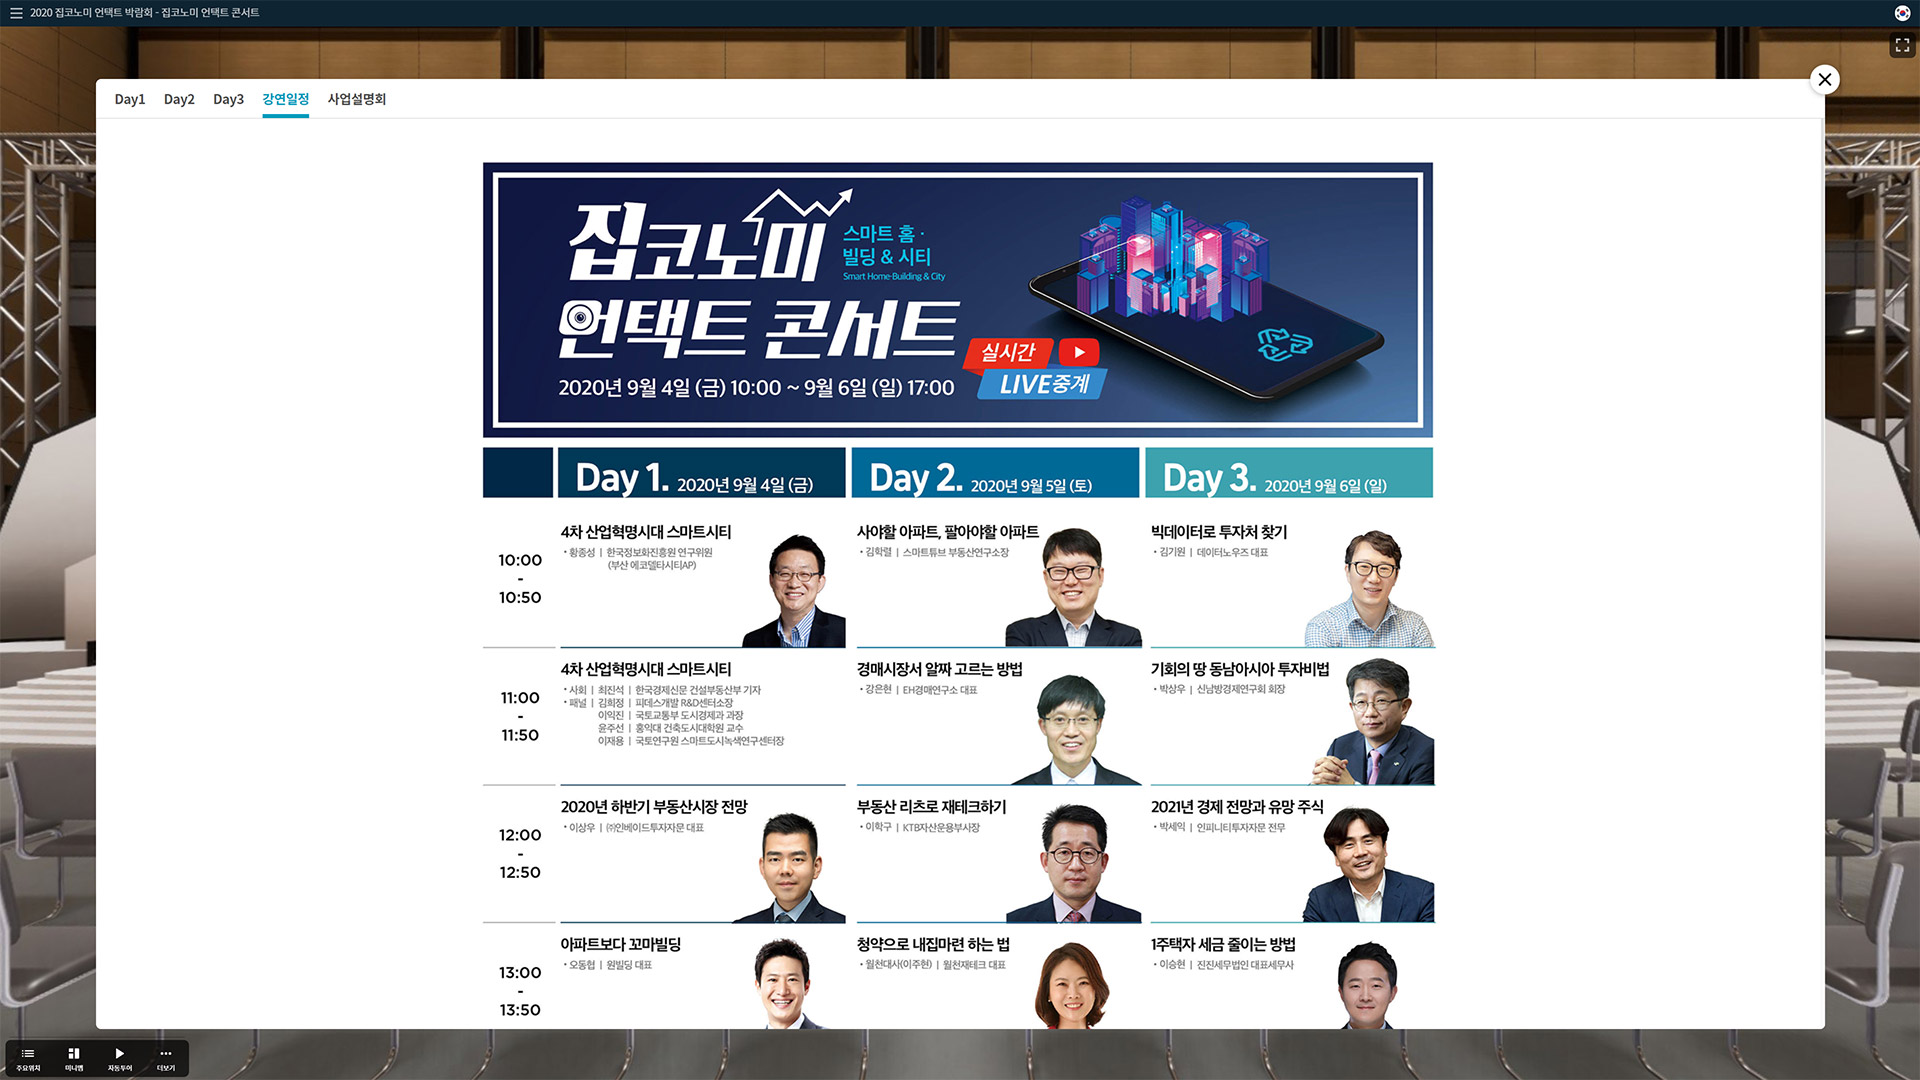 2020 집코노미 언택트 박람회 - 집코노미 언택트 콘서트
Day1 Day2 Day3 강연일정 사업설명회
집코노미
스마트 홈 ·
빌딩 & 시티
Smart Home·Building & City
언택트 콘서트
실시간
LIVE중계
2020년 9월 4일 (금) 10:00 ~ 9월 6일 (일) 17:00
Day 1. 2020년 9월 4일 (금)
Day 2. 2020년 9월 5일 (토)
Day 3. 2020년 9월 6일 (일)
10:00
-
10:50
4차 산업혁명시대 스마트시티
• 황종성 | 한국정보화진흥원 연구위원
(부산 에코델타시티AP)
사야할 아파트, 팔아야할 아파트
• 김학렬 | 스마트튜브 부동산연구소장
빅데이터로 투자처 찾기
• 김기원 | 데이터노우즈 대표
11:00
-
11:50
4차 산업혁명시대 스마트시티
• 사회 | 최진석 | 한국경제신문 건설부동산부 기자
• 패널 | 김희정 | 피데스개발 R&D센터소장
이익진 | 국토교통부 도시경제과 과장
윤주선 | 홍익대 건축도시대학원 교수
이재용 | 국토연구원 스마트도시녹색연구센터장
경매시장서 알짜 고르는 방법
• 강은현 | EH경매연구소 대표
기회의 땅 동남아시아 투자비법
• 박상우 | 신남방경제연구회 회장
12:00
-
12:50
2020년 하반기 부동산시장 전망
• 이상우 | ㈜인베이드투자자문 대표
부동산 리츠로 재테크하기
• 이학구 | KTB자산운용부사장
2021년 경제 전망과 유망 주식
• 박세익 | 인피니티투자자문 전무
13:00
-
13:50
아파트보다 꼬마빌딩
• 오동협 | 원빌딩 대표
청약으로 내집마련 하는 법
• 월천대사(이주현) | 월천재테크 대표
1주택자 세금 줄이는 방법
• 이승현 | 진진세무법인 대표세무사
주요위치 미니맵 자동투어 더보기